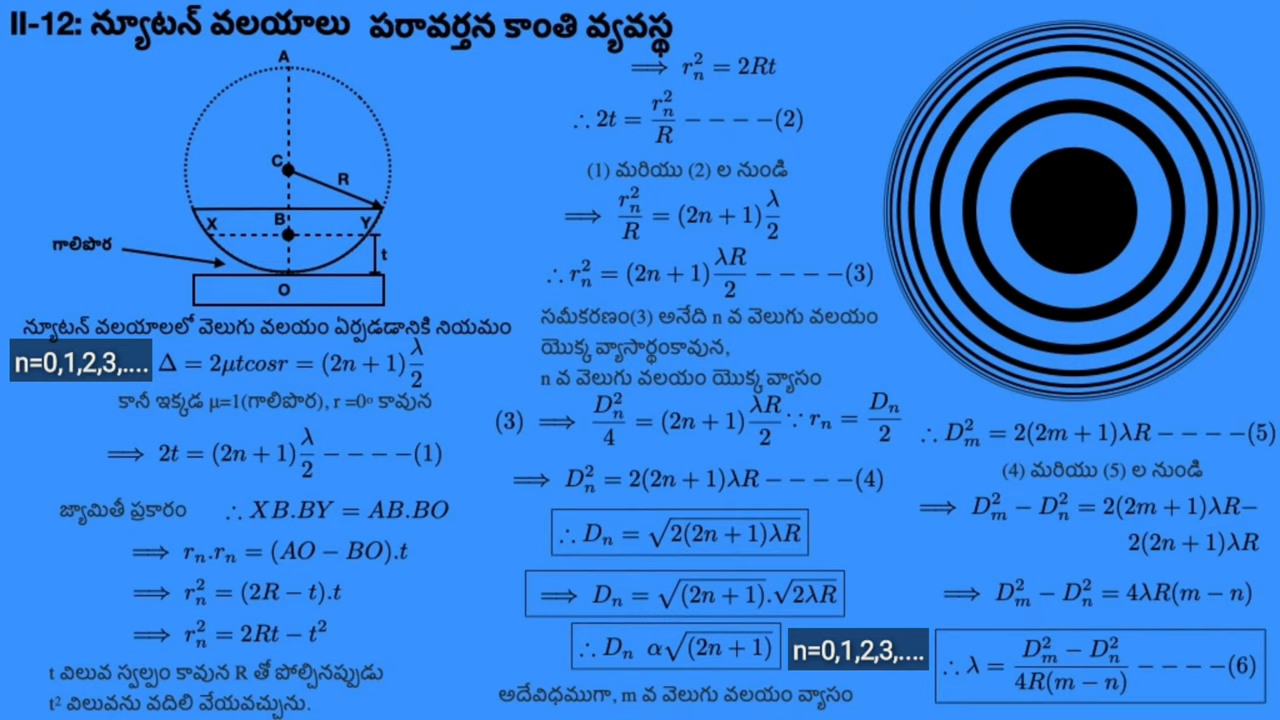 II-12: న్యూటన్ వలయాలు పరావర్తన కాంతి వ్యవస్థ
A
C
R
X B Y
గాలిపొర
t
O
న్యూటన్ వలయాలలో వెలుగు వలయం ఏర్పడడానికి నియమం
n=0,1,2,3,.... Δ = 2μtcosr = (2n + 1)λ/2
కానీ ఇక్కడ μ=1(గాలిపొర), r =0° కావున
⟹ 2t = (2n + 1)λ/2 − − − −(1)
జ్యామితీ ప్రకారం ∴ XB.BY = AB.BO
⟹ rₙ.rₙ = (AO − BO).t
⟹ rₙ² = (2R − t).t
⟹ rₙ² = 2Rt − t²
t విలువ స్వల్పం కావున R తో పోల్చినప్పుడు
t² విలువను వదిలి వేయవచ్చును.
⟹ rₙ² = 2Rt
∴ 2t = rₙ²/R − − − −(2)
(1) మరియు (2) ల నుండి
⟹ rₙ²/R = (2n + 1)λ/2
∴ rₙ² = (2n + 1)λR/2 − − − −(3)
సమీకరణం(3) అనేది n వ వెలుగు వలయం
యొక్క వ్యాసార్థంకావున,
n వ వెలుగు వలయం యొక్క వ్యాసం
(3) ⟹ Dₙ²/4 = (2n + 1)λR/2 ∵ rₙ = Dₙ/2
⟹ Dₙ² = 2(2n + 1)λR − − − −(4)
∴ Dₙ = √(2(2n + 1)λR)
⟹ Dₙ = √(2n + 1).√2λR
∴ Dₙ α√(2n + 1) n=0,1,2,3,....
అదేవిధముగా, m వ వెలుగు వలయం వ్యాసం
∴ Dₘ² = 2(2m + 1)λR − − − −(5)
(4) మరియు (5) ల నుండి
⟹ Dₘ² − Dₙ² = 2(2m + 1)λR−
2(2n + 1)λR
⟹ Dₘ² − Dₙ² = 4λR(m − n)
∴ λ = (Dₘ² − Dₙ²)/4R(m − n) − − − −(6)